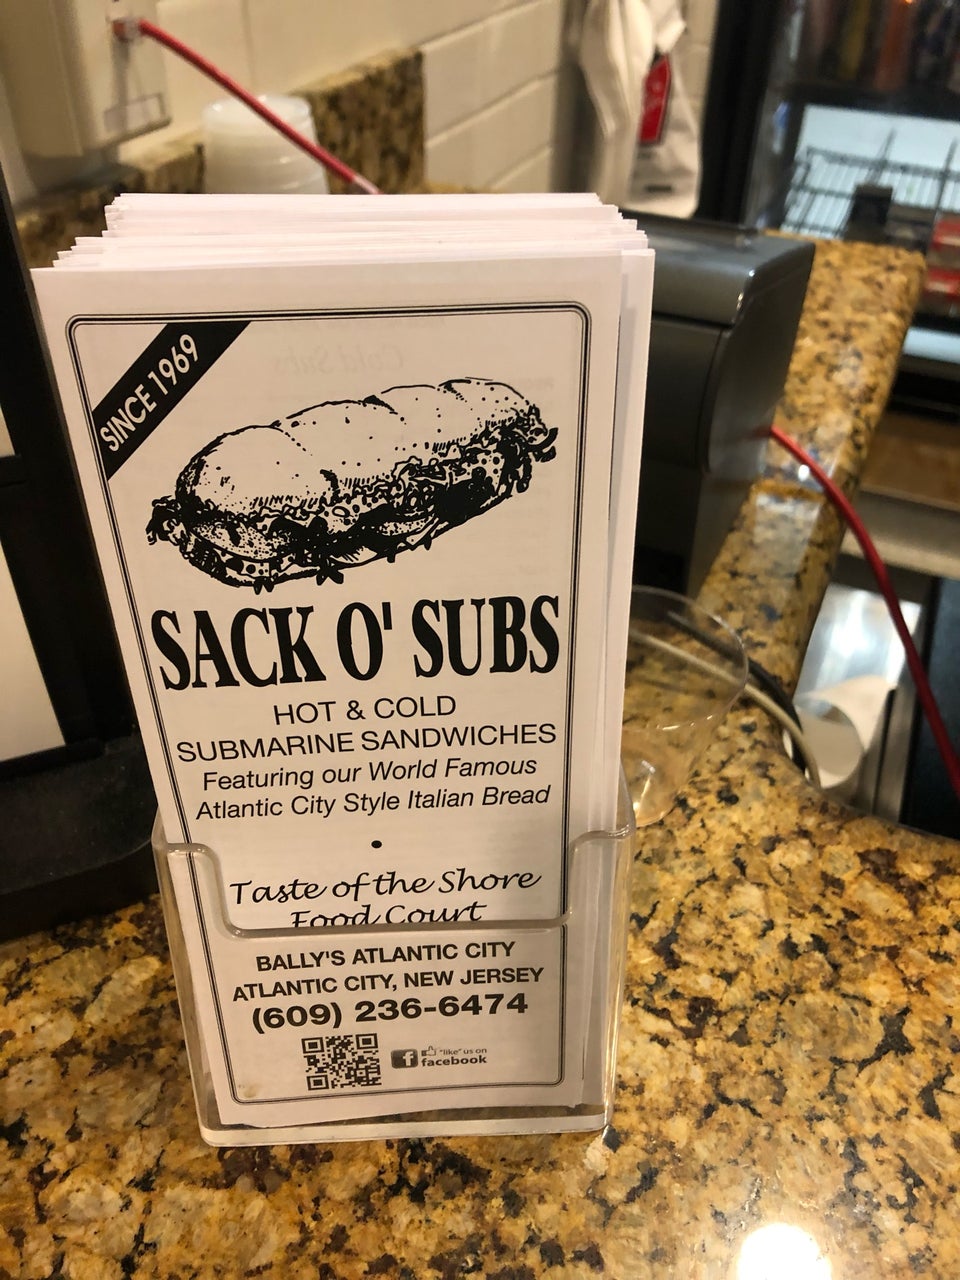 SINCE 1969
SACK O' SUBS
HOT & COLD
SUBMARINE SANDWICHES
Featuring our World Famous
Atlantic City Style Italian Bread
•
Taste of the Shore
Food Court
BALLY'S ATLANTIC CITY
ATLANTIC CITY, NEW JERSEY
(609) 236-6474
"like" us on
facebook